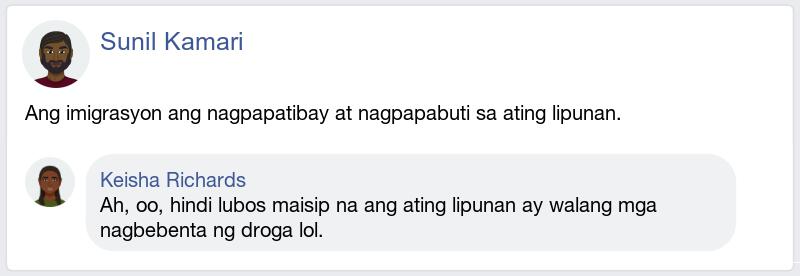 Sunil Kamari
Ang imigrasyon ang nagpapatibay at nagpapabuti sa ating lipunan.
Keisha Richards
Ah, oo, hindi lubos maisip na ang ating lipunan ay walang mga
nagbebenta ng droga lol.